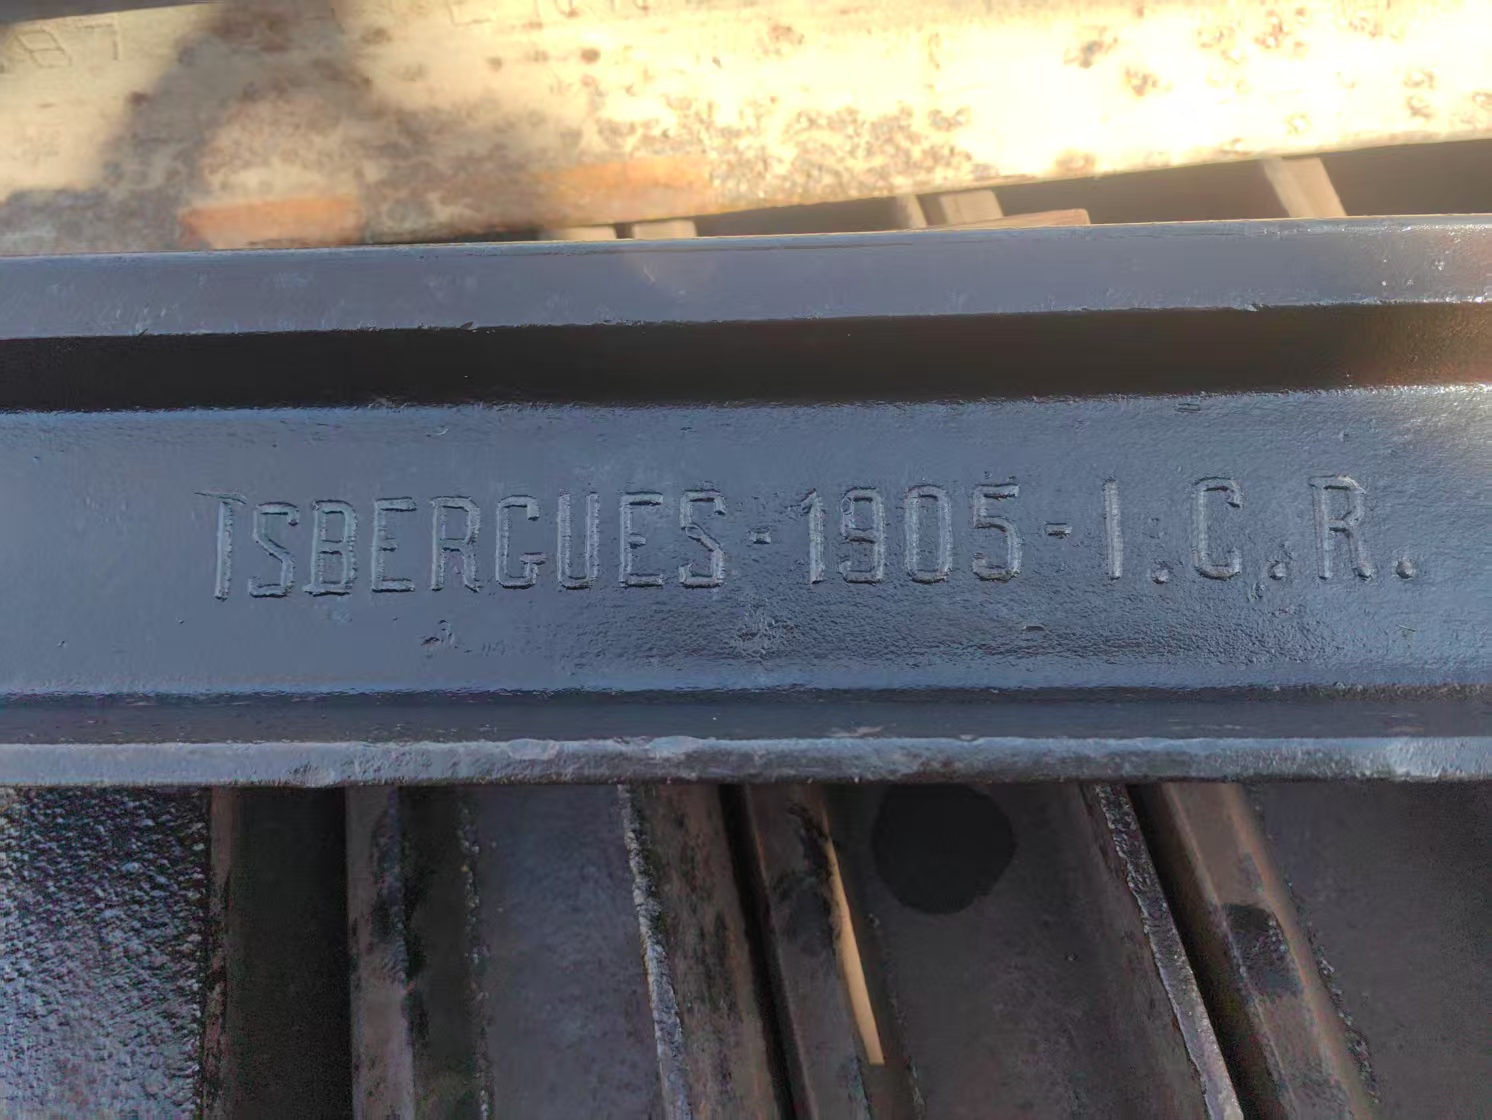 ISBERGUES · 1905 - I.C.R.